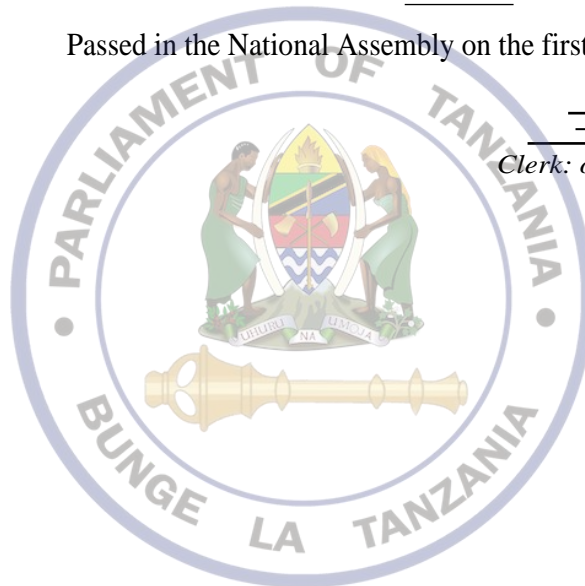 Passed in the National Assembly on the first
Clerk:
PARLIAMENT OF TANZANIA
UHURU NA UMOJA
BUNGE LA TANZANIA